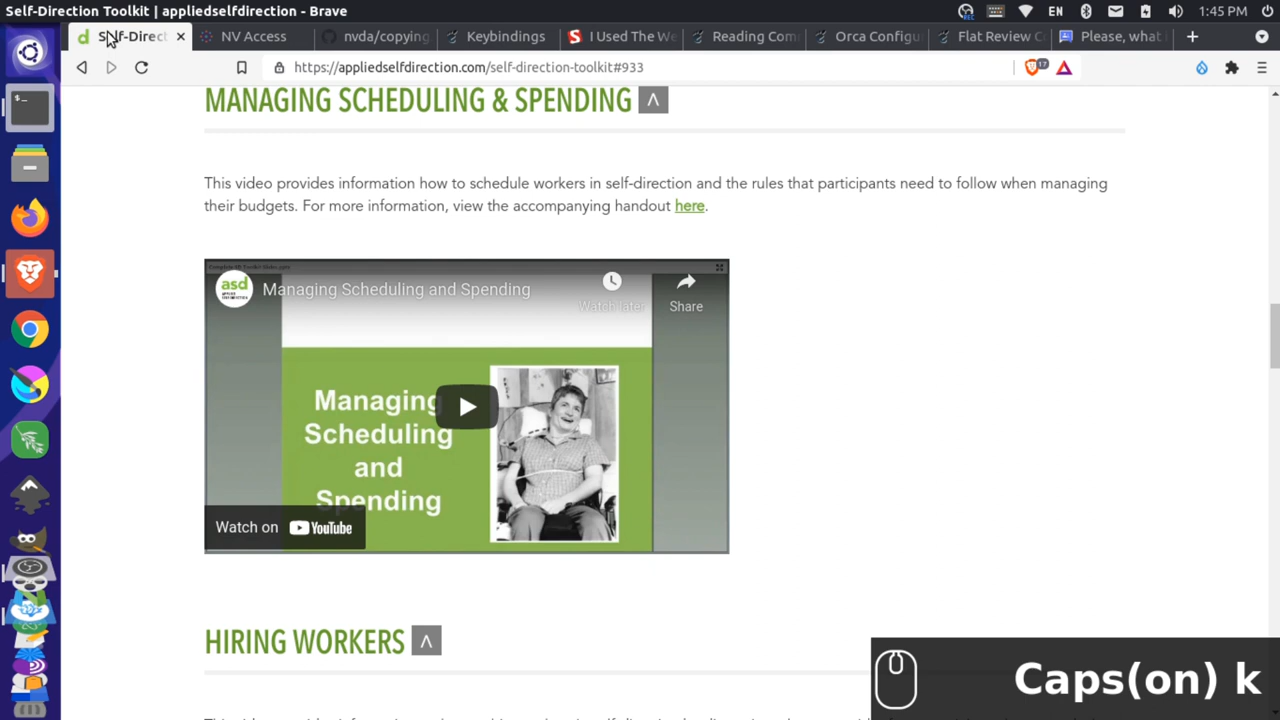 Self-Direction Toolkit | appliedselfdirection - Brave
REC
EN
1:45 PM
Self-Direct
NV Access
nvda/copying
Keybindings
I Used The We
Reading Com
Orca Configu
Flat Review C
Please, what
https://appliedselfdirection.com/self-direction-toolkit#933
17
MANAGING SCHEDULING & SPENDING
This video provides information how to schedule workers in self-direction and the rules that participants need to follow when managing
their budgets. For more information, view the accompanying handout here.
asd
Managing Scheduling and Spending
Watch later
Share
Managing
Scheduling
and
Spending
Watch on YouTube
HIRING WORKERS
Caps(on) k